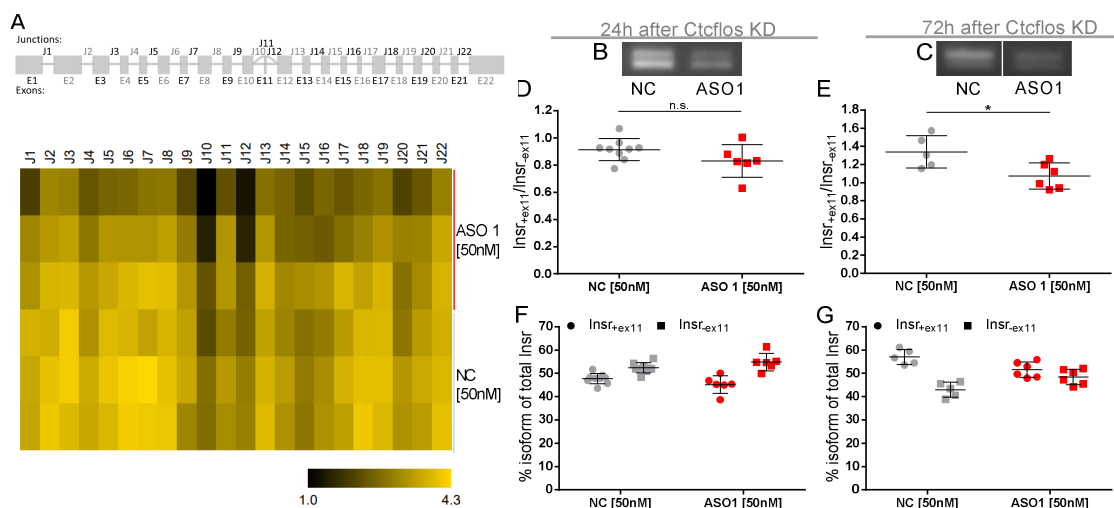 A
Junctions:
J11
J1 J2 J3 J4 J5 J6 J7 J8 J9 J10 J12 J13 J14 J15 J16 J17 J18 J19 J20 J21 J22
E1 E2 E3 E4 E5 E6 E7 E8 E9 E10 E11 E12 E13 E14 E15 E16 E17 E18 E19 E20 E21 E22
Exons:
J1 J2 J3 J4 J5 J6 J7 J8 J9 J10 J11 J12 J13 J14 J15 J16 J17 J18 J19 J20 J21 J22
ASO 1
[50nM]
NC
[50nM]
1.0 4.3
24h after Ctcflos KD
B
NC ASO1
72h after Ctcflos KD
C
NC ASO1
D
n.s.
Insr+ex11/Insr-ex11
1.2
1.0
0.8
0.6
0.4
0.2
0.0
NC [50nM] ASO 1 [50nM]
E
*
Insr+ex11/Insr-ex11
1.8
1.6
1.4
1.2
1.0
0.8
0.6
0.4
0.2
0.0
NC [50nM] ASO 1 [50nM]
F
Insr+ex11 Insr-ex11
% isoform of total Insr
70
60
50
40
30
20
10
0
NC [50nM] ASO1 [50nM]
G
Insr+ex11 Insr-ex11
% isoform of total Insr
70
60
50
40
30
20
10
0
NC [50nM] ASO1 [50nM]